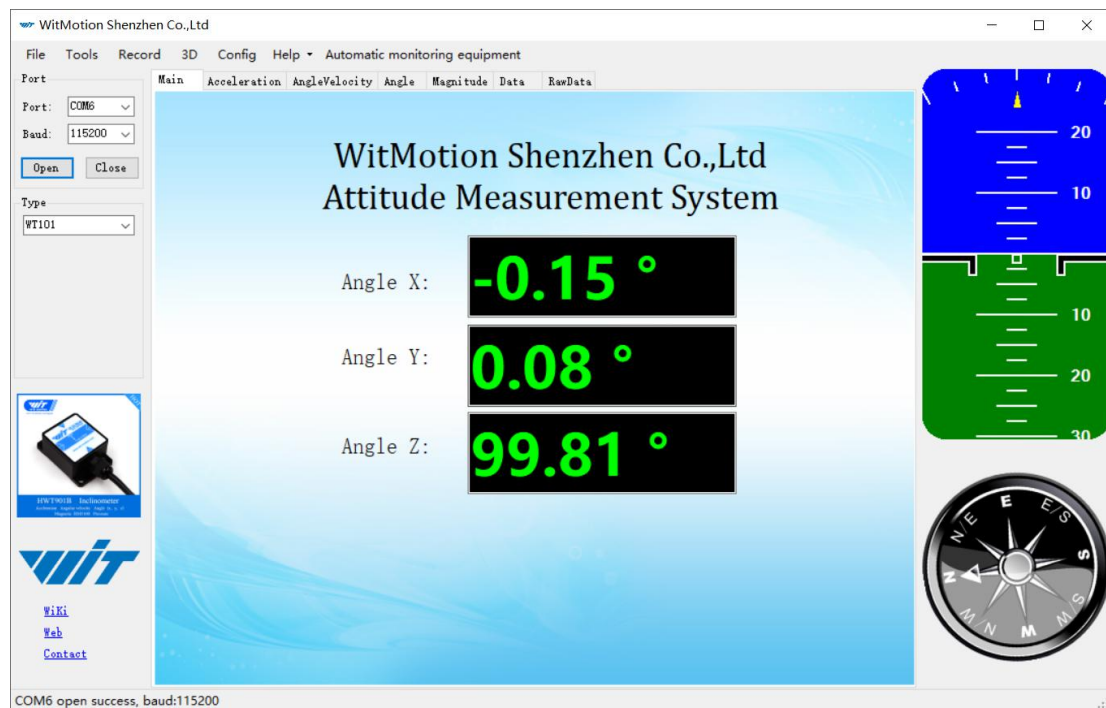 WitMotion Shenzhen Co.,Ltd
File Tools Record 3D Config Help Automatic monitoring equipment
Port
Port: COM6
Baud: 115200
Open Close
Type
WT101
Main Acceleration AngleVelocity Angle Magnitude Data RawData
WitMotion Shenzhen Co.,Ltd
Attitude Measurement System
Angle X: -0.15 °
Angle Y: 0.08 °
Angle Z: 99.81 °
20
10
10
20
30
HWT901B Inclinometer
WiT
WiKi
Web
Contact
N/E E E/S
N S
W/N W W/S
COM6 open success, baud:115200